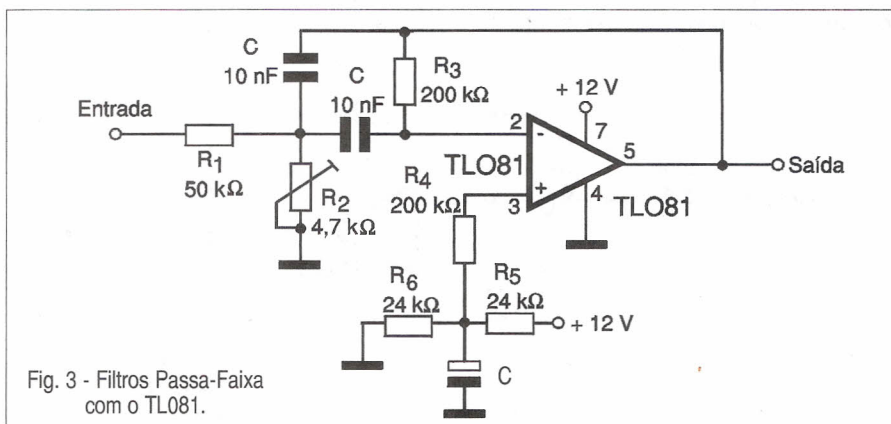 C
10 nF
C
10 nF
R3
200 kΩ
+ 12 V
Entrada
R1
50 kΩ
2
-
7
5
Saída
TLO81
R4
200 kΩ
+
3
4
TLO81
R2
4,7 kΩ
R6
24 kΩ
R5
24 kΩ
+ 12 V
C
Fig. 3 - Filtros Passa-Faixa
com o TL081.